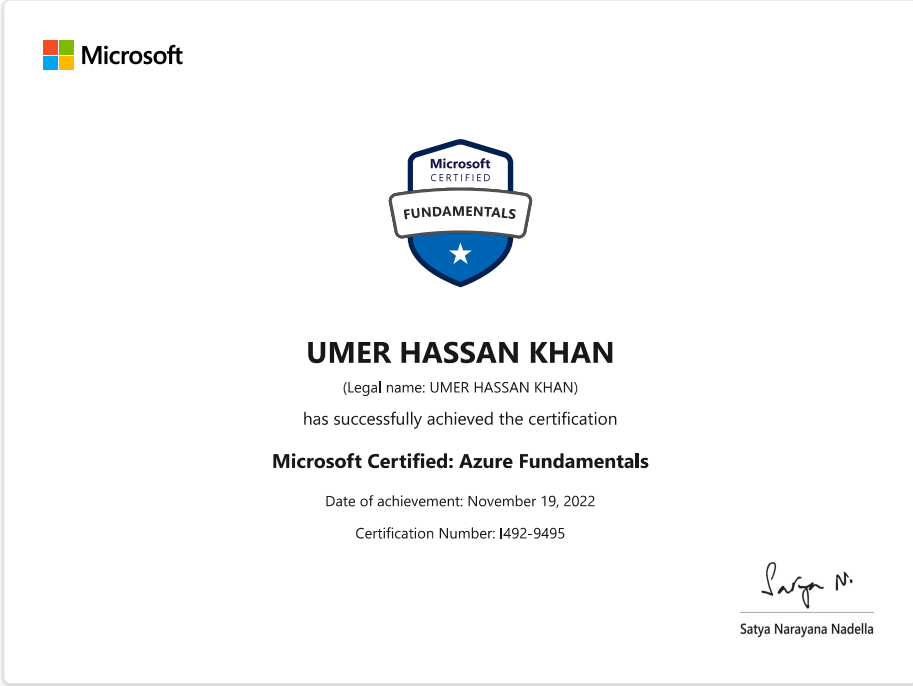 Microsoft
Microsoft
CERTIFIED
FUNDAMENTALS
UMER HASSAN KHAN
(Legal name: UMER HASSAN KHAN)
has successfully achieved the certification
Microsoft Certified: Azure Fundamentals
Date of achievement: November 19, 2022
Certification Number: I492-9495
Satya N.
Satya Narayana Nadella